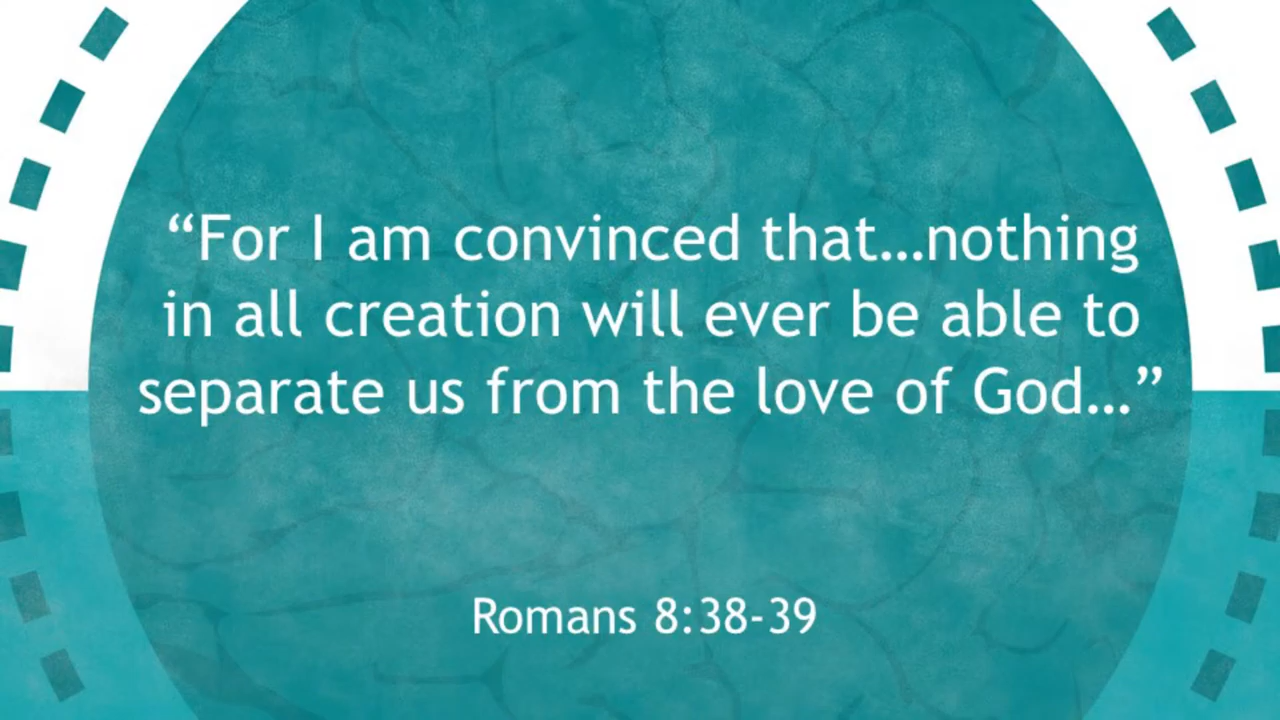 “For I am convinced that…nothing
in all creation will ever be able to
separate us from the love of God…”
Romans 8:38-39